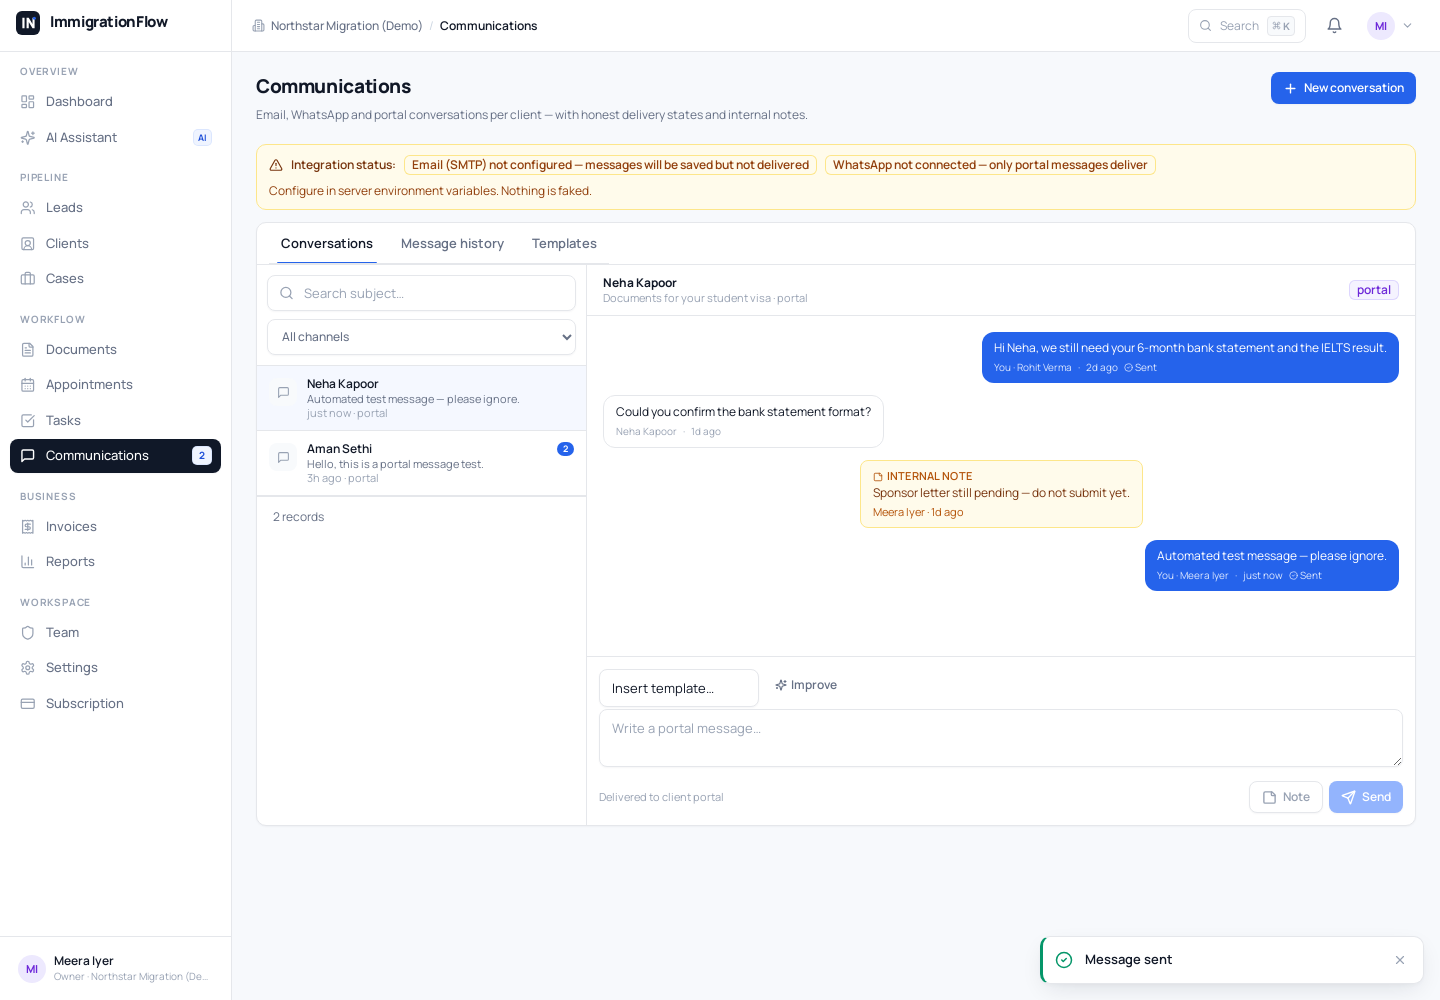 IN ImmigrationFlow
Northstar Migration (Demo) / Communications
Search ⌘ K
MI
OVERVIEW
Dashboard
AI Assistant AI
PIPELINE
Leads
Clients
Cases
WORKFLOW
Documents
Appointments
Tasks
Communications 2
BUSINESS
Invoices
Reports
WORKSPACE
Team
Settings
Subscription
MI
Meera Iyer
Owner · Northstar Migration (De...
Communications
Email, WhatsApp and portal conversations per client — with honest delivery states and internal notes.
New conversation
Integration status: Email (SMTP) not configured — messages will be saved but not delivered WhatsApp not connected — only portal messages deliver
Configure in server environment variables. Nothing is faked.
Conversations Message history Templates
Search subject...
All channels
Neha Kapoor
Automated test message — please ignore.
just now · portal
Aman Sethi 2
Hello, this is a portal message test.
3h ago · portal
2 records
Neha Kapoor
Documents for your student visa · portal
portal
Hi Neha, we still need your 6-month bank statement and the IELTS result.
You · Rohit Verma · 2d ago Sent
Could you confirm the bank statement format?
Neha Kapoor · 1d ago
INTERNAL NOTE
Sponsor letter still pending — do not submit yet.
Meera Iyer · 1d ago
Automated test message — please ignore.
You · Meera Iyer · just now Sent
Insert template... Improve
Write a portal message...
Delivered to client portal
Note Send
Message sent